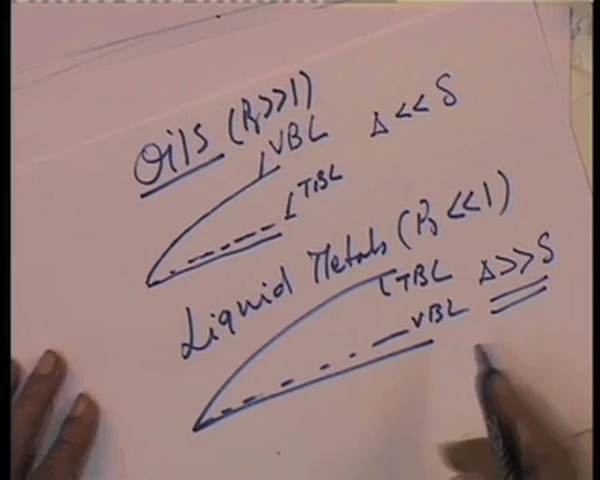 Oils (Pr>>1)
VBL Δ<<δ
TBL
Liquid Metals (Pr<<1)
TBL Δ>>δ
VBL